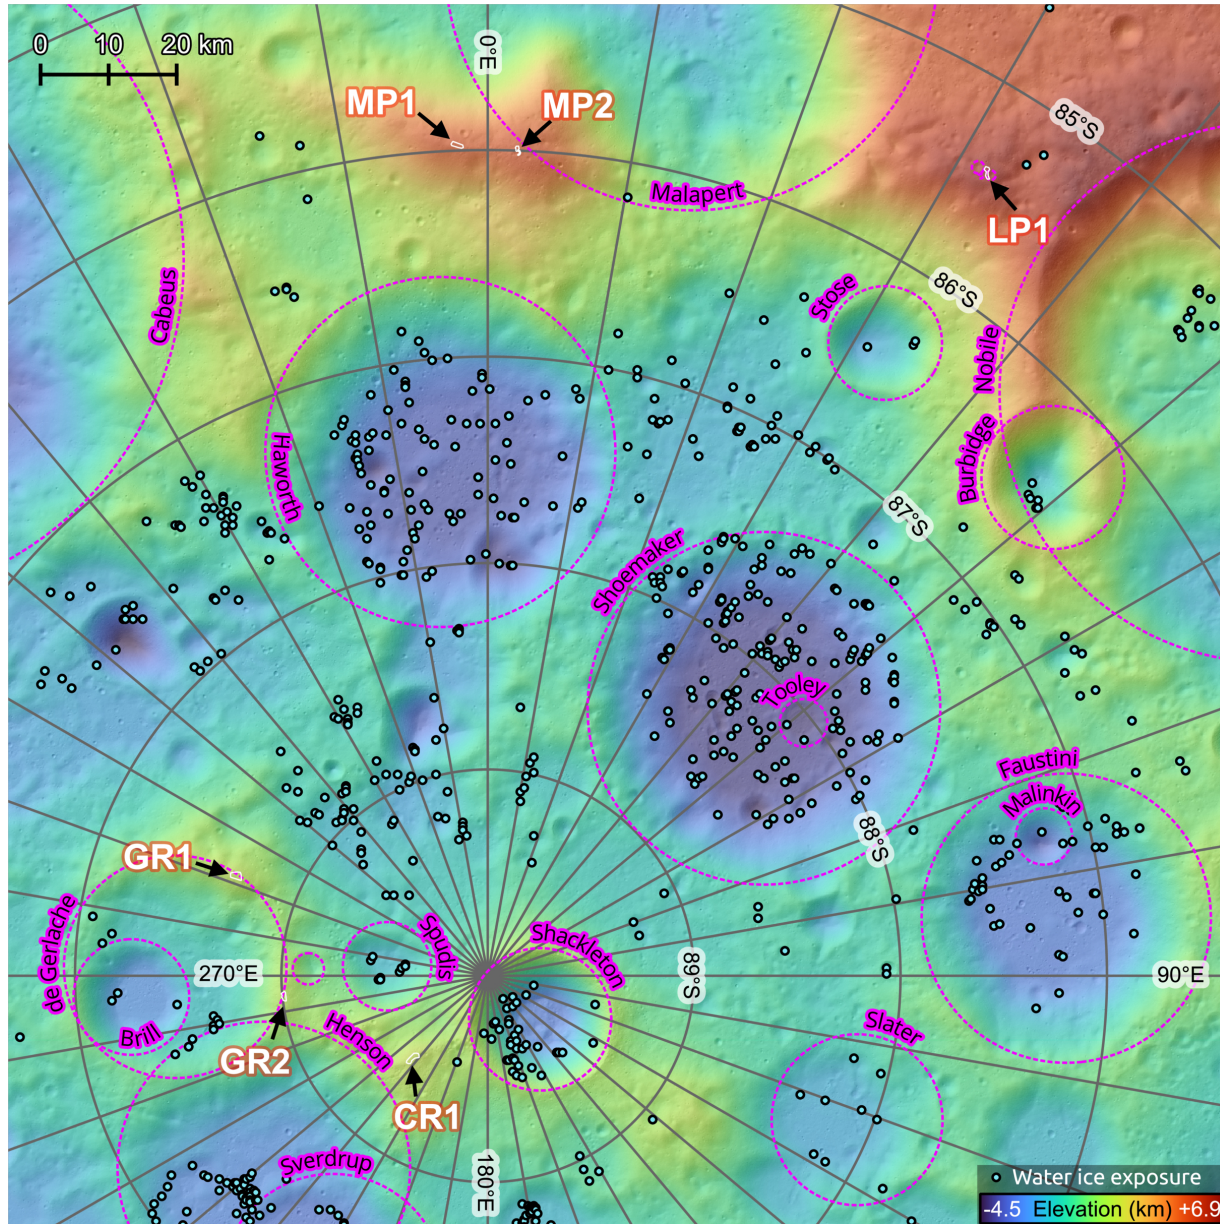 0 10 20 km
0°E
MP1
MP2
85°S
Malapert
LP1
Cabeus
Stose
86°S
Nobile
Haworth
Burbidge
87°S
Shoemaker
Tooley
Faustini
Malinkin
88°S
GR1
de Gerlache
Spudis
Shackleton
270°E
89°S
90°E
Brill
Henson
Slater
GR2
CR1
Sverdrup
180°E
Water ice exposure
-4.5 Elevation (km) +6.9